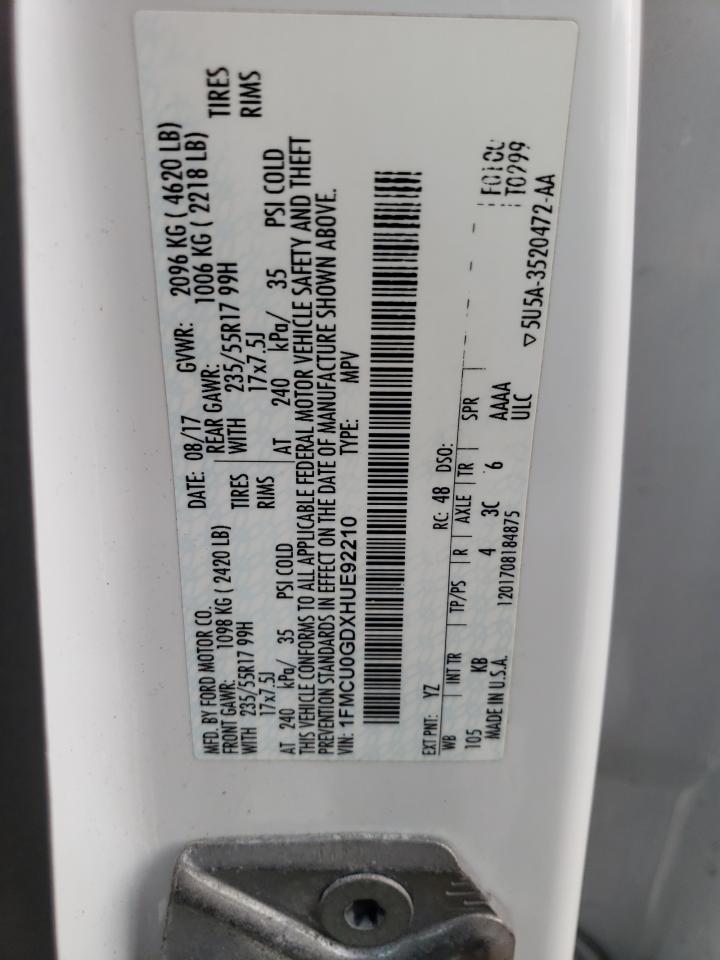 MFD. BY FORD MOTOR CO. DATE: 08/17 GVWR: 2096 KG ( 4620 LB)
FRONT GAWR: 1098 KG ( 2420 LB) REAR GAWR: 1006 KG ( 2218 LB)
WITH 235/55R17 99H TIRES WITH 235/55R17 99H TIRES
17x7.5J RIMS 17x7.5J RIMS
AT 240 kPa/ 35 PSI COLD AT 240 kPa/ 35 PSI COLD
THIS VEHICLE CONFORMS TO ALL APPLICABLE FEDERAL MOTOR VEHICLE SAFETY AND THEFT
PREVENTION STANDARDS IN EFFECT ON THE DATE OF MANUFACTURE SHOWN ABOVE.
VIN: 1FMCU0GDXHUE92210 TYPE: MPV
EXT PNT: YZ RC: 48 DSO:
WB INT TR TP/PS R AXLE TR SPR
105 KB 4 3C 6 AAAA
MADE IN U.S.A. 1201708184875 ULC
T0299
▽5U5A-3520472-AA